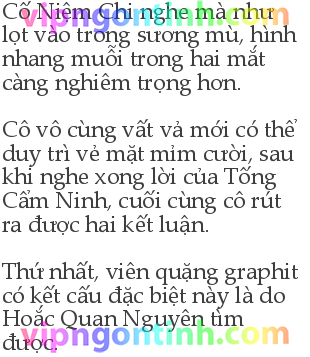 Cố Niệm Chi nghe mà như
lọt vào trong sương mù, hình
nhang muỗi trong hai mắt
càng nghiêm trọng hơn.

Cô vô cùng vất vả mới có thể
duy trì vẻ mặt mỉm cười, sau
khi nghe xong lời của Tống
Cẩm Ninh, cuối cùng cô rút
ra được hai kết luận.

Thứ nhất, viên quặng graphit
có kết cấu đặc biệt này là do
Hoắc Quan Nguyên tìm
được.
vipngontinh.com
vipngontinh.com